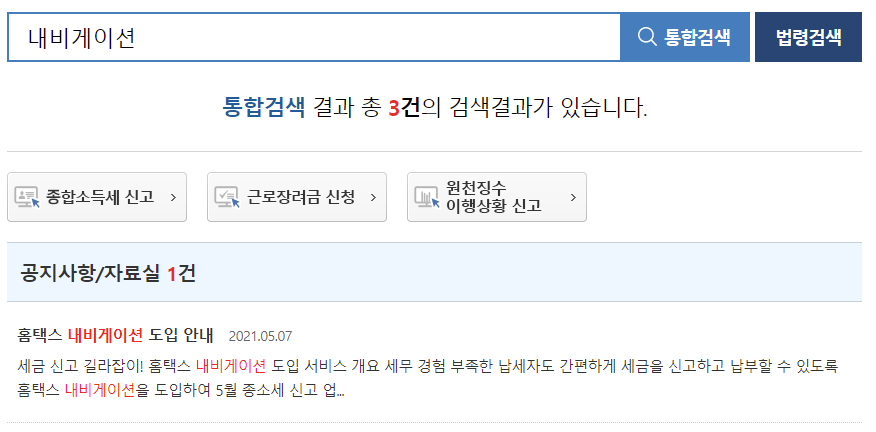 내비게이션 통합검색 법령검색
통합검색 결과 총 3건의 검색결과가 있습니다.
종합소득세 신고
근로장려금 신청
원천징수
이행상황 신고
공지사항/자료실 1건
홈택스 내비게이션 도입 안내 2021.05.07
세금 신고 길라잡이! 홈택스 내비게이션 도입 서비스 개요 세무 경험 부족한 납세자도 간편하게 세금을 신고하고 납부할 수 있도록
홈택스 내비게이션을 도입하여 5월 종소세 신고 업...